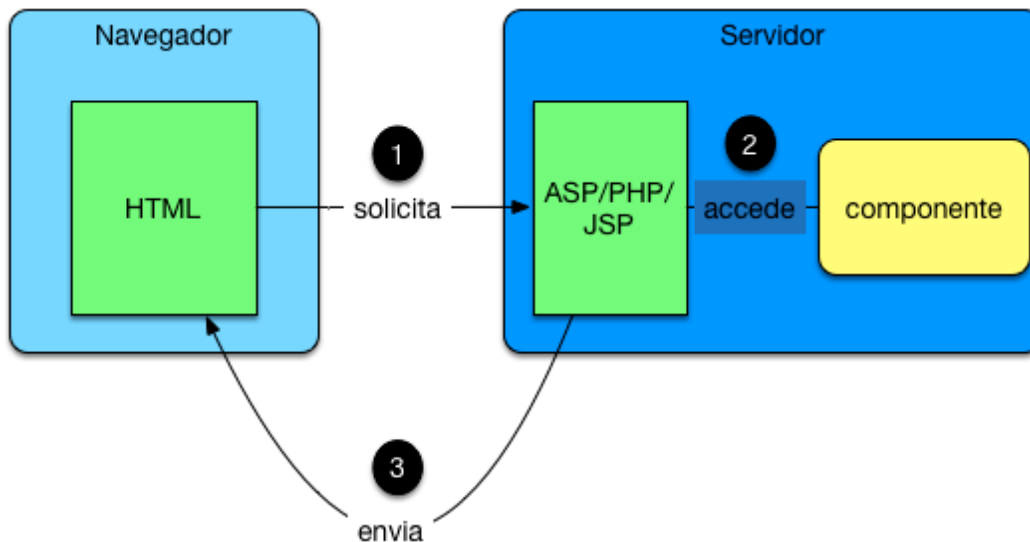 Navegador
Servidor
HTML
1
solicita
ASP/PHP/
JSP
2
accede
componente
3
envia